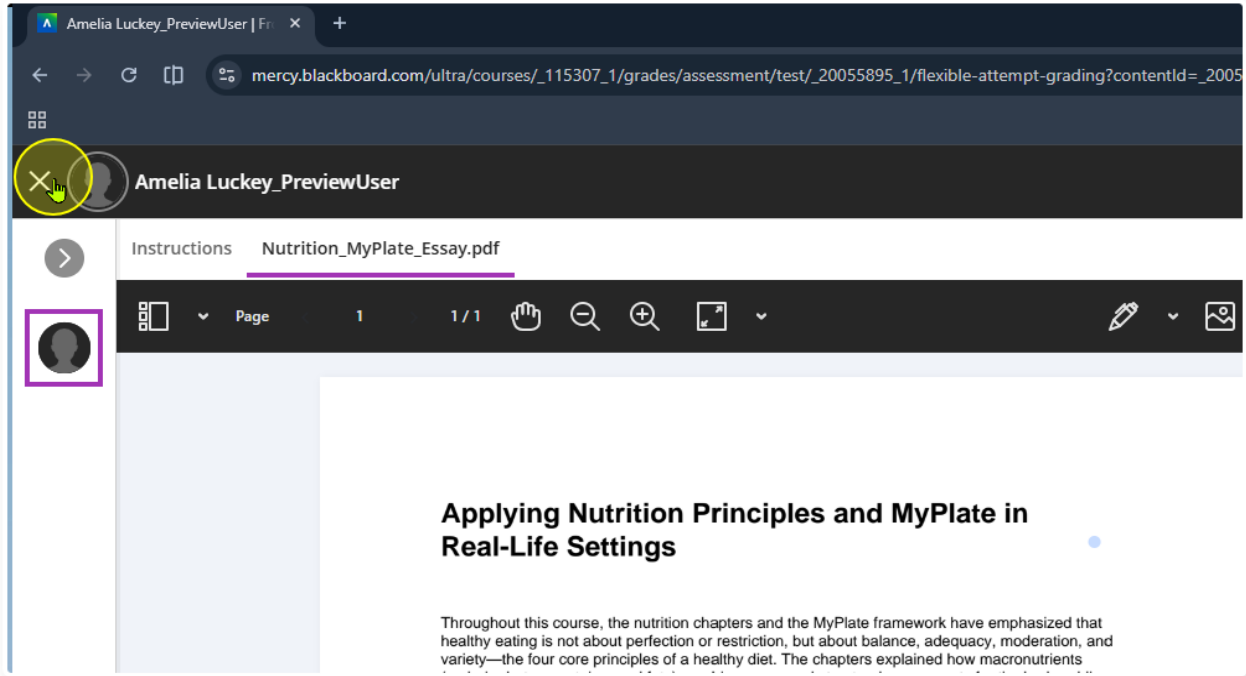 Amelia Luckey_PreviewUser | Fr
mercy.blackboard.com/ultra/courses/_115307_1/grades/assessment/test/_20055895_1/flexible-attempt-grading?contentId=_2005
Amelia Luckey_PreviewUser
Instructions Nutrition_MyPlate_Essay.pdf
Page 1 1 / 1
Applying Nutrition Principles and MyPlate in
Real-Life Settings
Throughout this course, the nutrition chapters and the MyPlate framework have emphasized that
healthy eating is not about perfection or restriction, but about balance, adequacy, moderation, and
variety—the four core principles of a healthy diet. The chapters explained how macronutrients